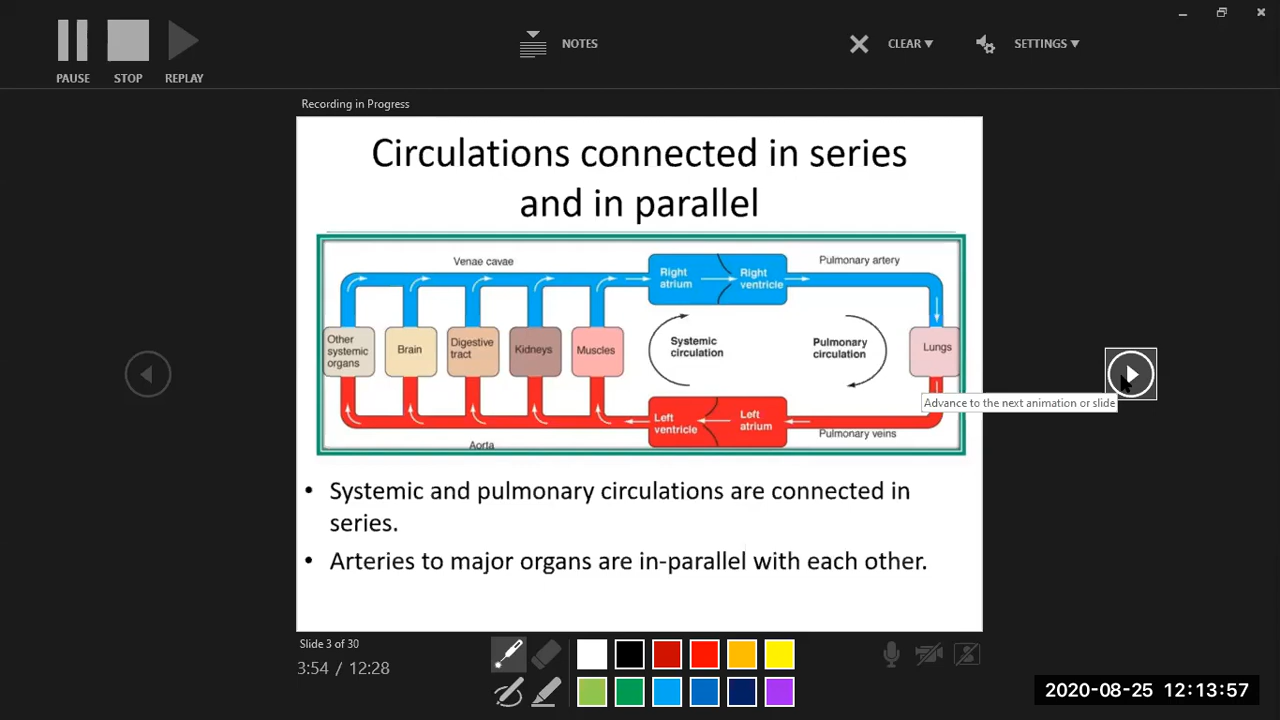 PAUSE
STOP
REPLAY
NOTES
CLEAR
SETTINGS
Recording in Progress
Circulations connected in series
and in parallel
Venae cavae
Right
atrium
Right
ventricle
Pulmonary artery
Other
systemic
organs
Brain
Digestive
tract
Kidneys
Muscles
Systemic
circulation
Pulmonary
circulation
Lungs
Advance to the next animation or slide
Left
ventricle
Left
atrium
Pulmonary veins
Aorta
• Systemic and pulmonary circulations are connected in
series.
• Arteries to major organs are in-parallel with each other.
Slide 3 of 30
3:54 / 12:28
2020-08-25 12:13:57